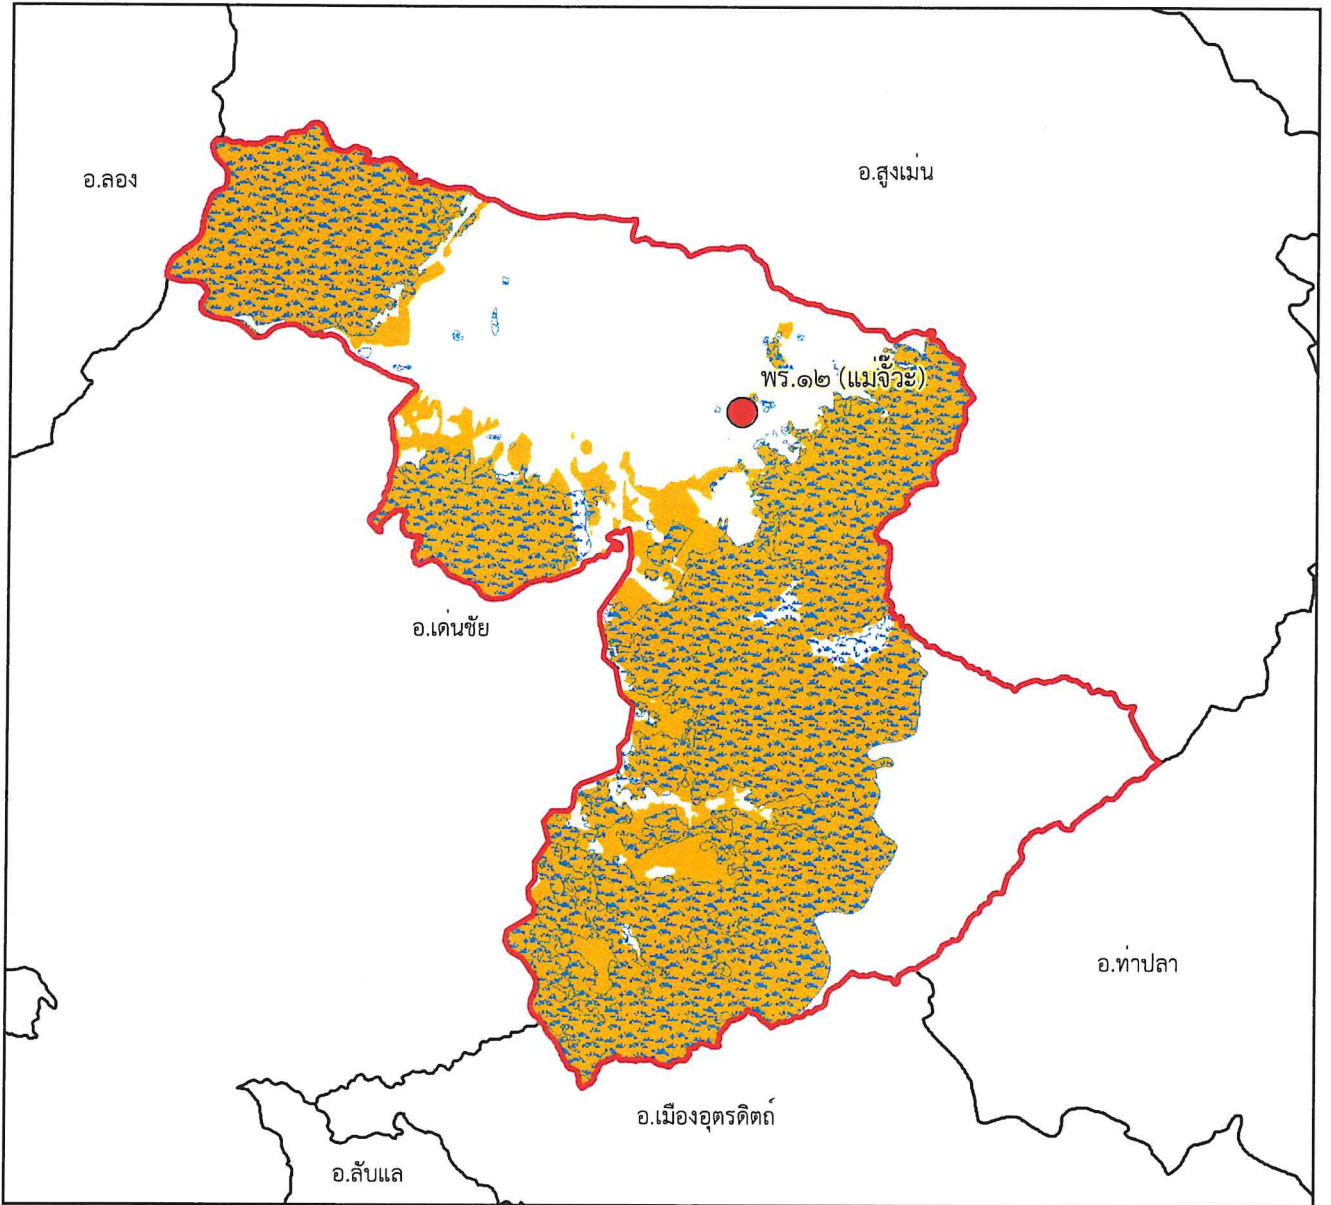 อ.สูงเม่น
อ.ลอง
พร.๑๒ (แม่จั๊วะ)
อ.เด่นชัย
อ.ท่าปลา
อ.เมืองอุตรดิตถ์
อ.ลับแล